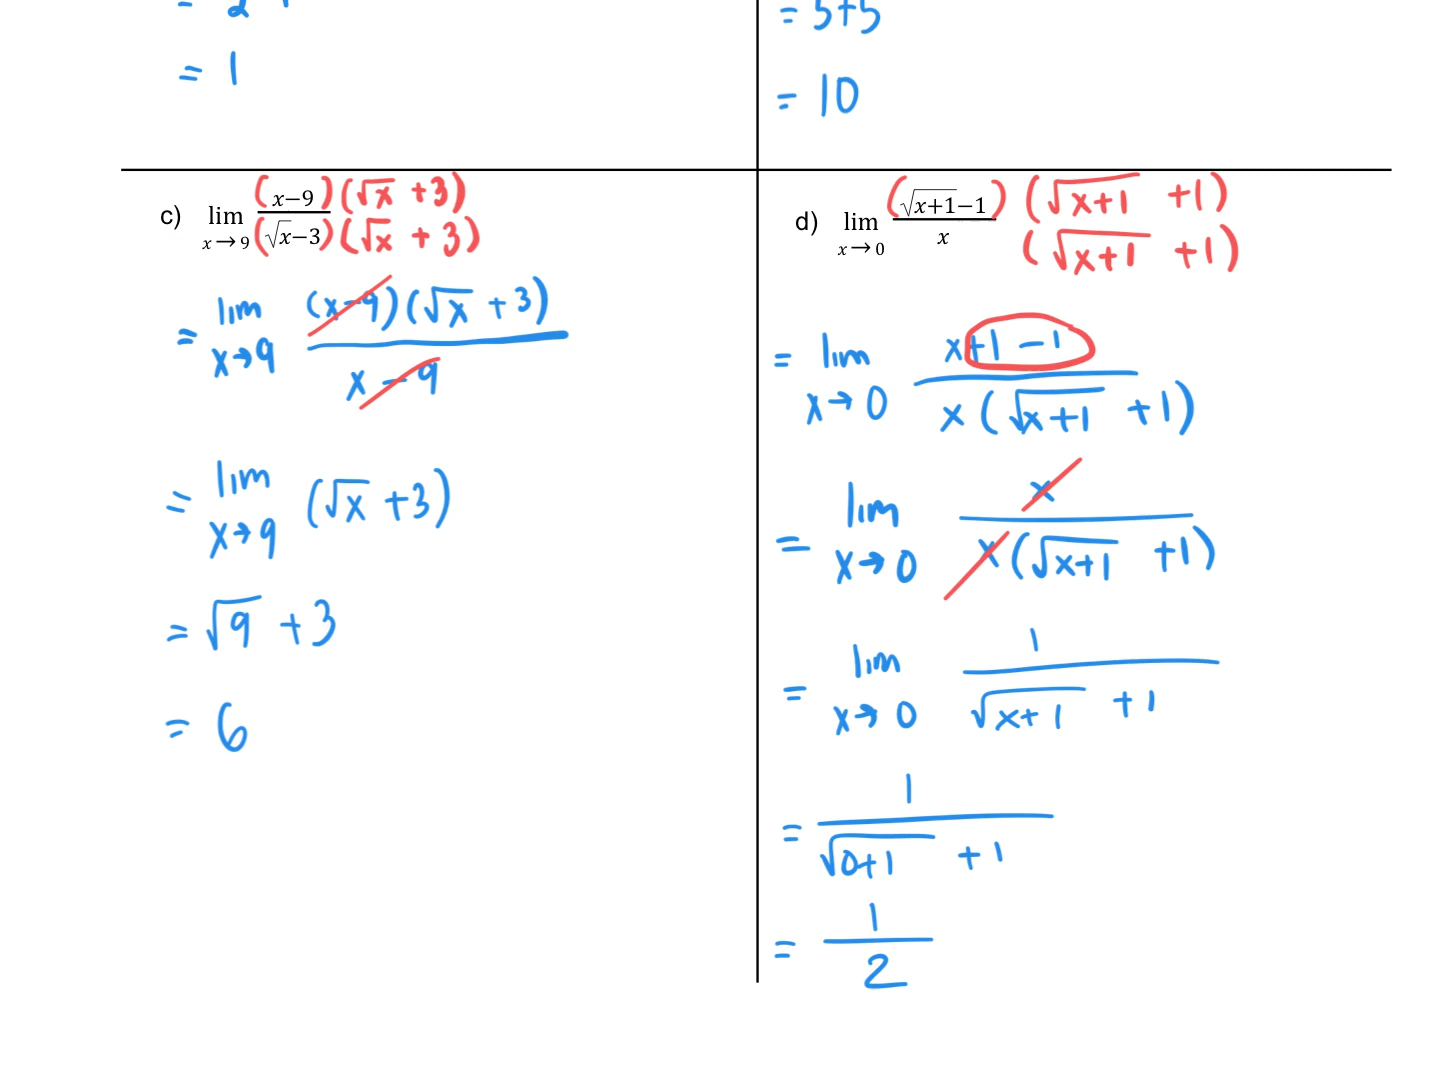 = 1
= 5+5
= 10
c) lim x→9 (x−9)(√x +3) / (√x−3)(√x + 3)
= lim x→9 (x−9)(√x +3) / x−9
= lim x→9 (√x +3)
= √9 +3
= 6
d) lim x→0 (√(x+1)−1)(√(x+1) +1) / x (√(x+1) +1)
= lim x→0 x+1−1 / x(√(x+1) +1)
= lim x→0 x / x(√(x+1) +1)
= lim x→0 1 / √(x+1) +1
= 1 / √(0+1) +1
= 1 / 2